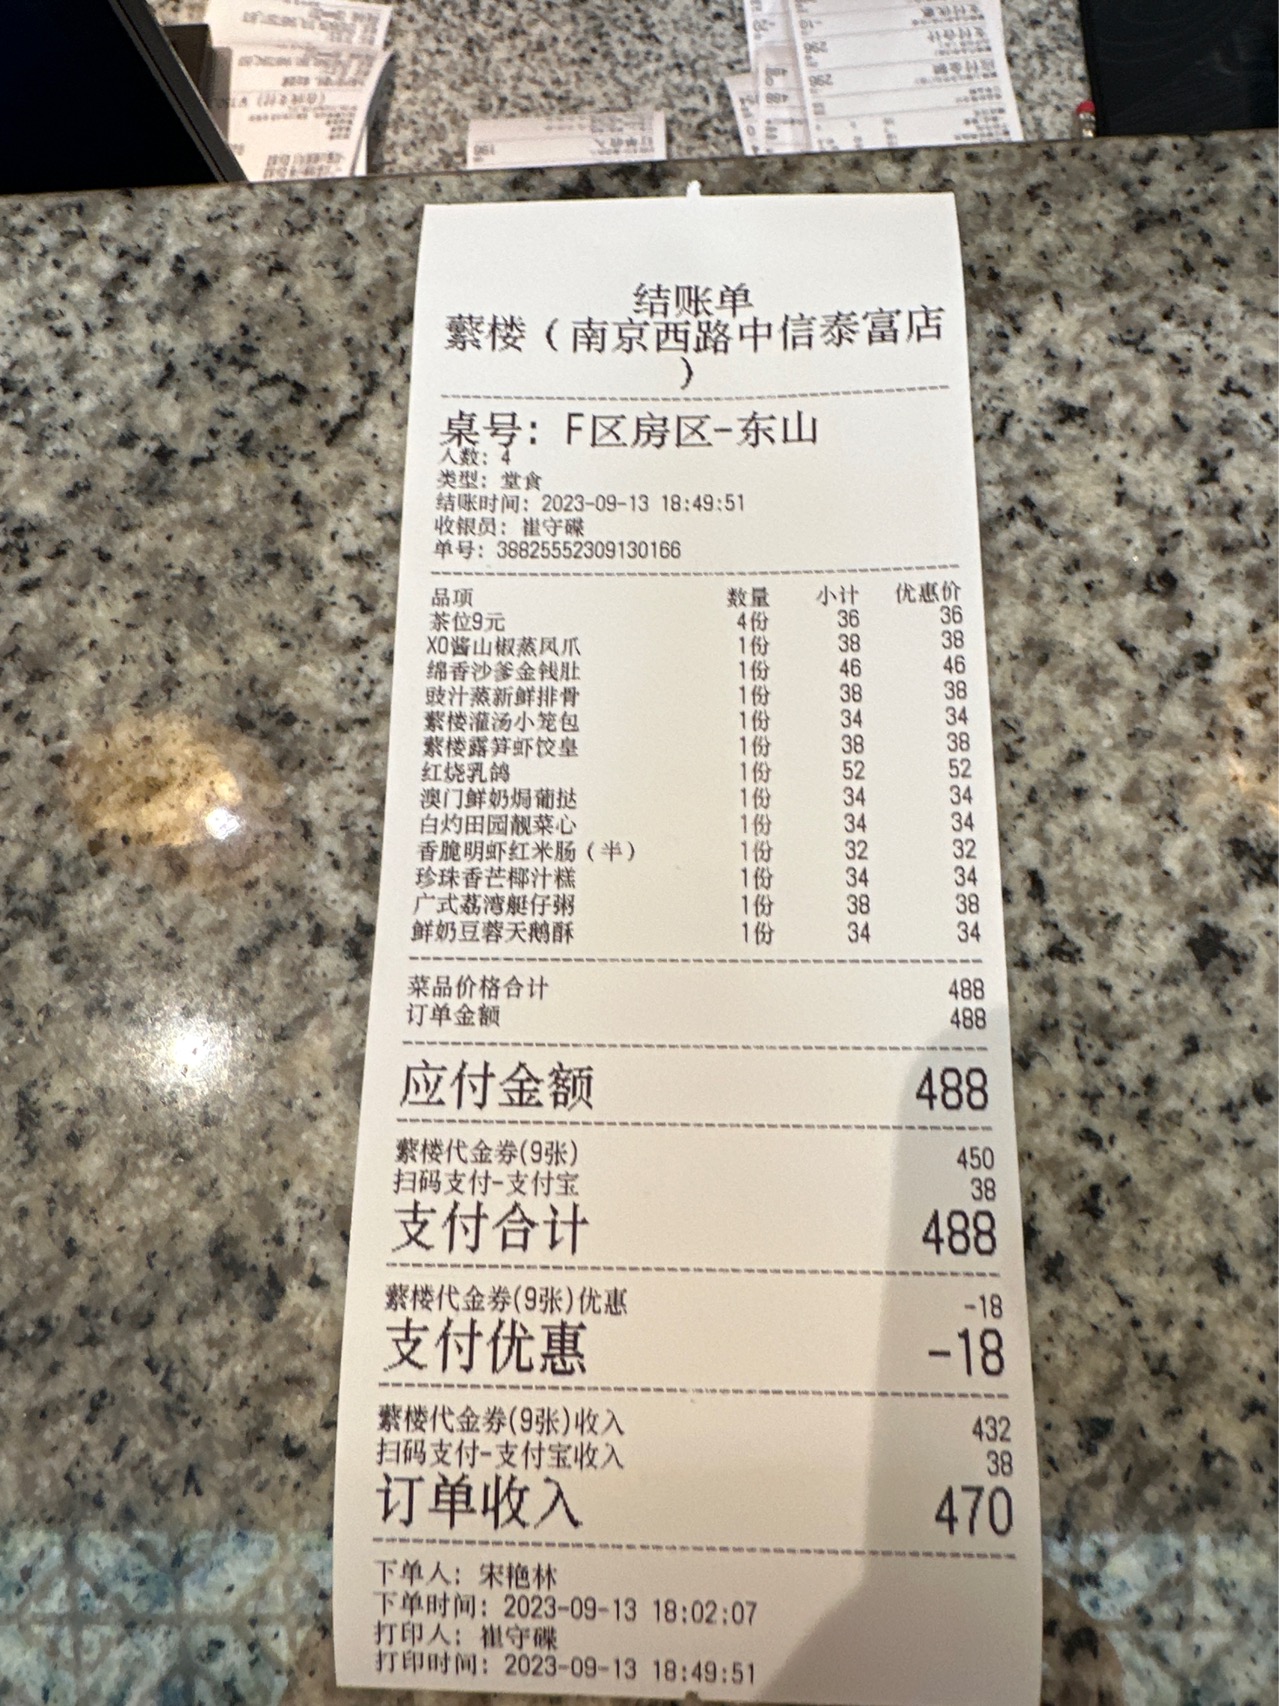 结账单
蘩楼（南京西路中信泰富店
）
桌号：F区房区-东山
人数：4
类型：堂食
结账时间：2023-09-13 18:49:51
收银员：崔守碟
单号：38825552309130166
品项 数量 小计 优惠价
茶位9元 4份 36 36
XO酱山椒蒸凤爪 1份 38 38
绵香沙爹金钱肚 1份 46 46
豉汁蒸新鲜排骨 1份 38 38
蘩楼灌汤小笼包 1份 34 34
蘩楼露笋虾饺皇 1份 38 38
红烧乳鸽 1份 52 52
澳门鲜奶焗葡挞 1份 34 34
白灼田园靓菜心 1份 34 34
香脆明虾红米肠（半） 1份 32 32
珍珠香芒椰汁糕 1份 34 34
广式荔湾艇仔粥 1份 38 38
鲜奶豆蓉天鹅酥 1份 34 34
菜品价格合计 488
订单金额 488
应付金额 488
蘩楼代金券(9张) 450
扫码支付-支付宝 38
支付合计 488
蘩楼代金券(9张)优惠 -18
支付优惠 -18
蘩楼代金券(9张)收入 432
扫码支付-支付宝收入 38
订单收入 470
下单人：宋艳林
下单时间：2023-09-13 18:02:07
打印人：崔守碟
打印时间：2023-09-13 18:49:51